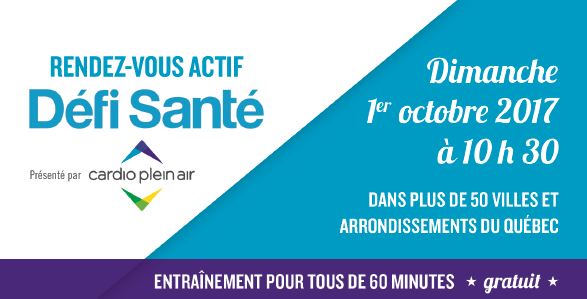 RENDEZ-VOUS ACTIF
Défi Santé
Présenté par cardio plein air
Dimanche
1er octobre 2017
à 10 h 30
DANS PLUS DE 50 VILLES ET
ARRONDISSEMENTS DU QUÉBEC
ENTRAÎNEMENT POUR TOUS DE 60 MINUTES ★ gratuit ★